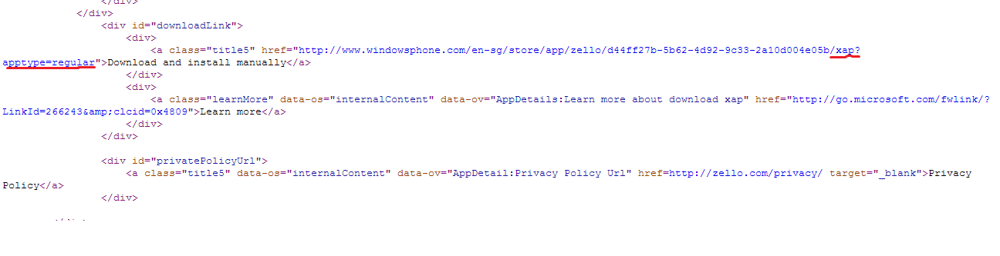 </div>
</div>
<div id="downloadLink">
<div>
<a class="title5" href="http://www.windowsphone.com/en-sg/store/app/zello/d44ff27b-5b62-4d92-9c33-2a10d004e05b/xap?
apptype=regular">Download and install manually</a>
</div>
<div>
<a class="learnMore" data-os="internalContent" data-ov="AppDetails:Learn more about download xap" href="http://go.microsoft.com/fwlink/?
LinkId=266243&amp;clcid=0x4809">Learn more</a>
</div>
</div>
<div id="privatePolicyUrl">
<a class="title5" data-os="internalContent" data-ov="AppDetail:Privacy Policy Url" href=http://zello.com/privacy/ target="_blank">Privacy
Policy</a>
</div>